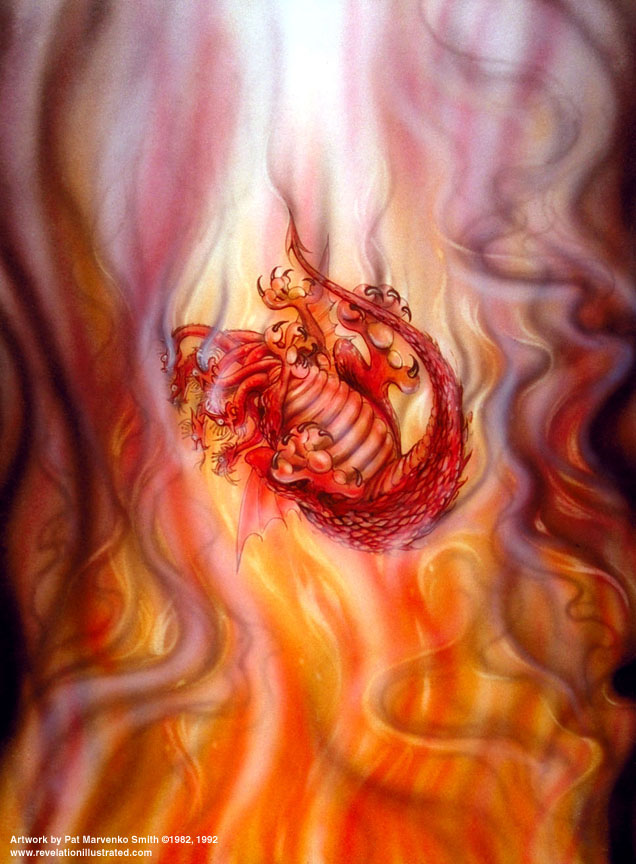 Artwork by Pat Marvenko Smith ©1982, 1992
www.revelationillustrated.com